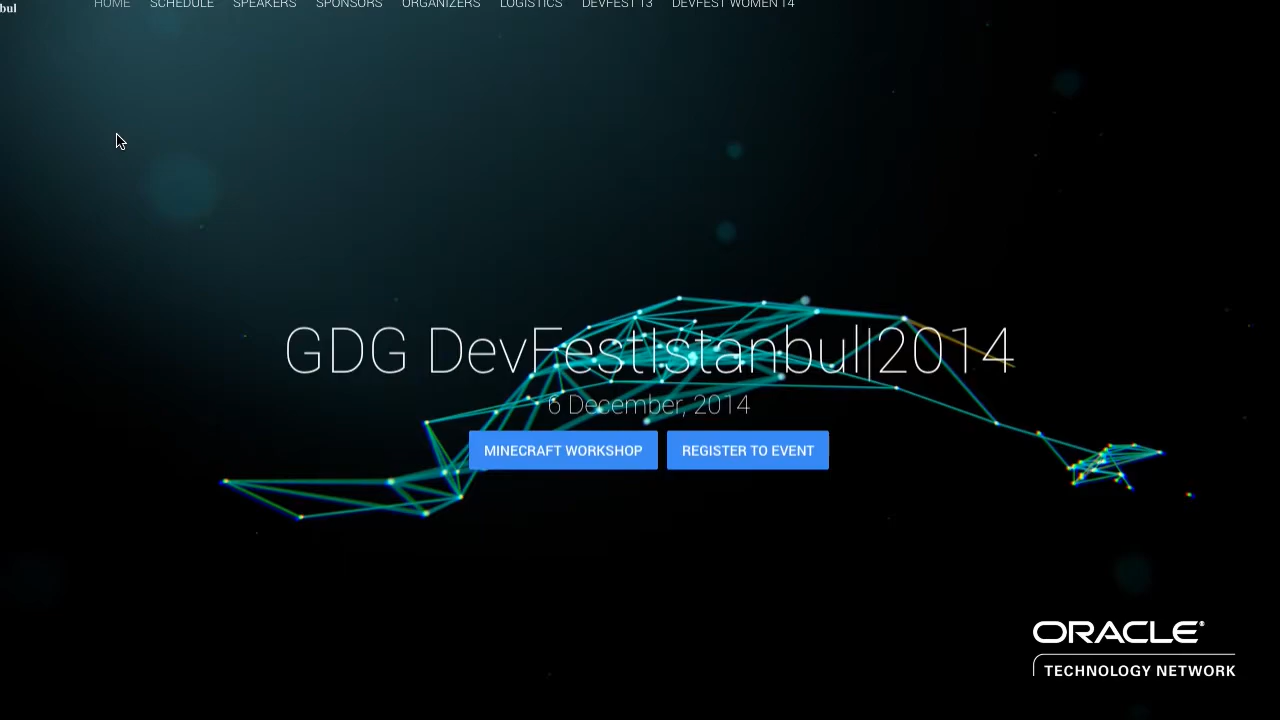 bul
HOME SCHEDULE SPEAKERS SPONSORS ORGANIZERS LOGISTICS DEVFEST 13 DEVFEST WOMEN 14
GDG DevFestIstanbul|2014
6 December, 2014
MINECRAFT WORKSHOP REGISTER TO EVENT
ORACLE®
TECHNOLOGY NETWORK